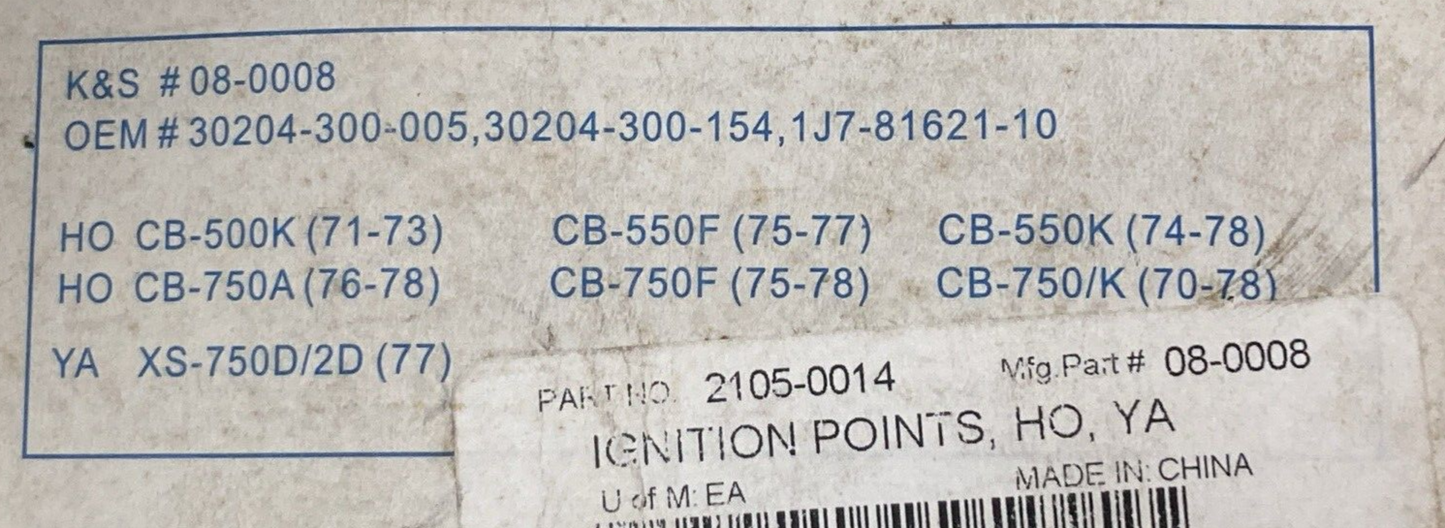 K&S # 08-0008
OEM # 30204-300-005,30204-300-154,1J7-81621-10
HO CB-500K (71-73) CB-550F (75-77) CB-550K (74-78)
HO CB-750A (76-78) CB-750F (75-78) CB-750/K (70-78)
YA XS-750D/2D (77)
PART NO. 2105-0014 Mfg.Part# 08-0008
IGNITION POINTS, HO, YA
U of M: EA MADE IN: CHINA